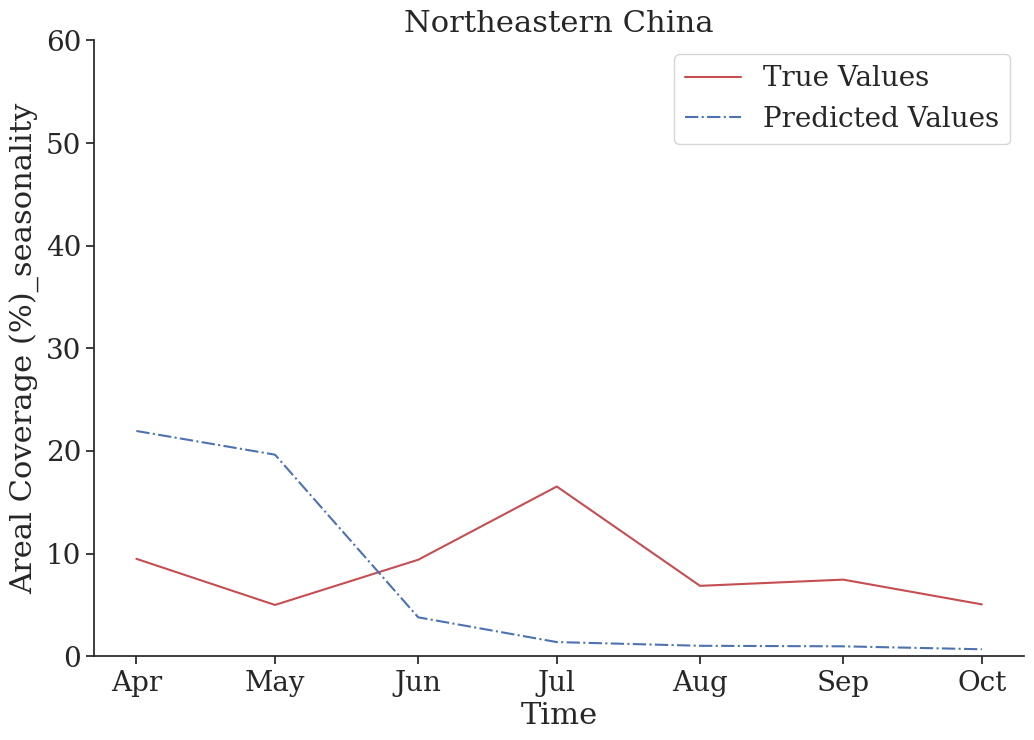 Northeastern China
True Values
Predicted Values
Areal Coverage (%)_seasonality
60
50
40
30
20
10
0
Apr May Jun Jul Aug Sep Oct
Time